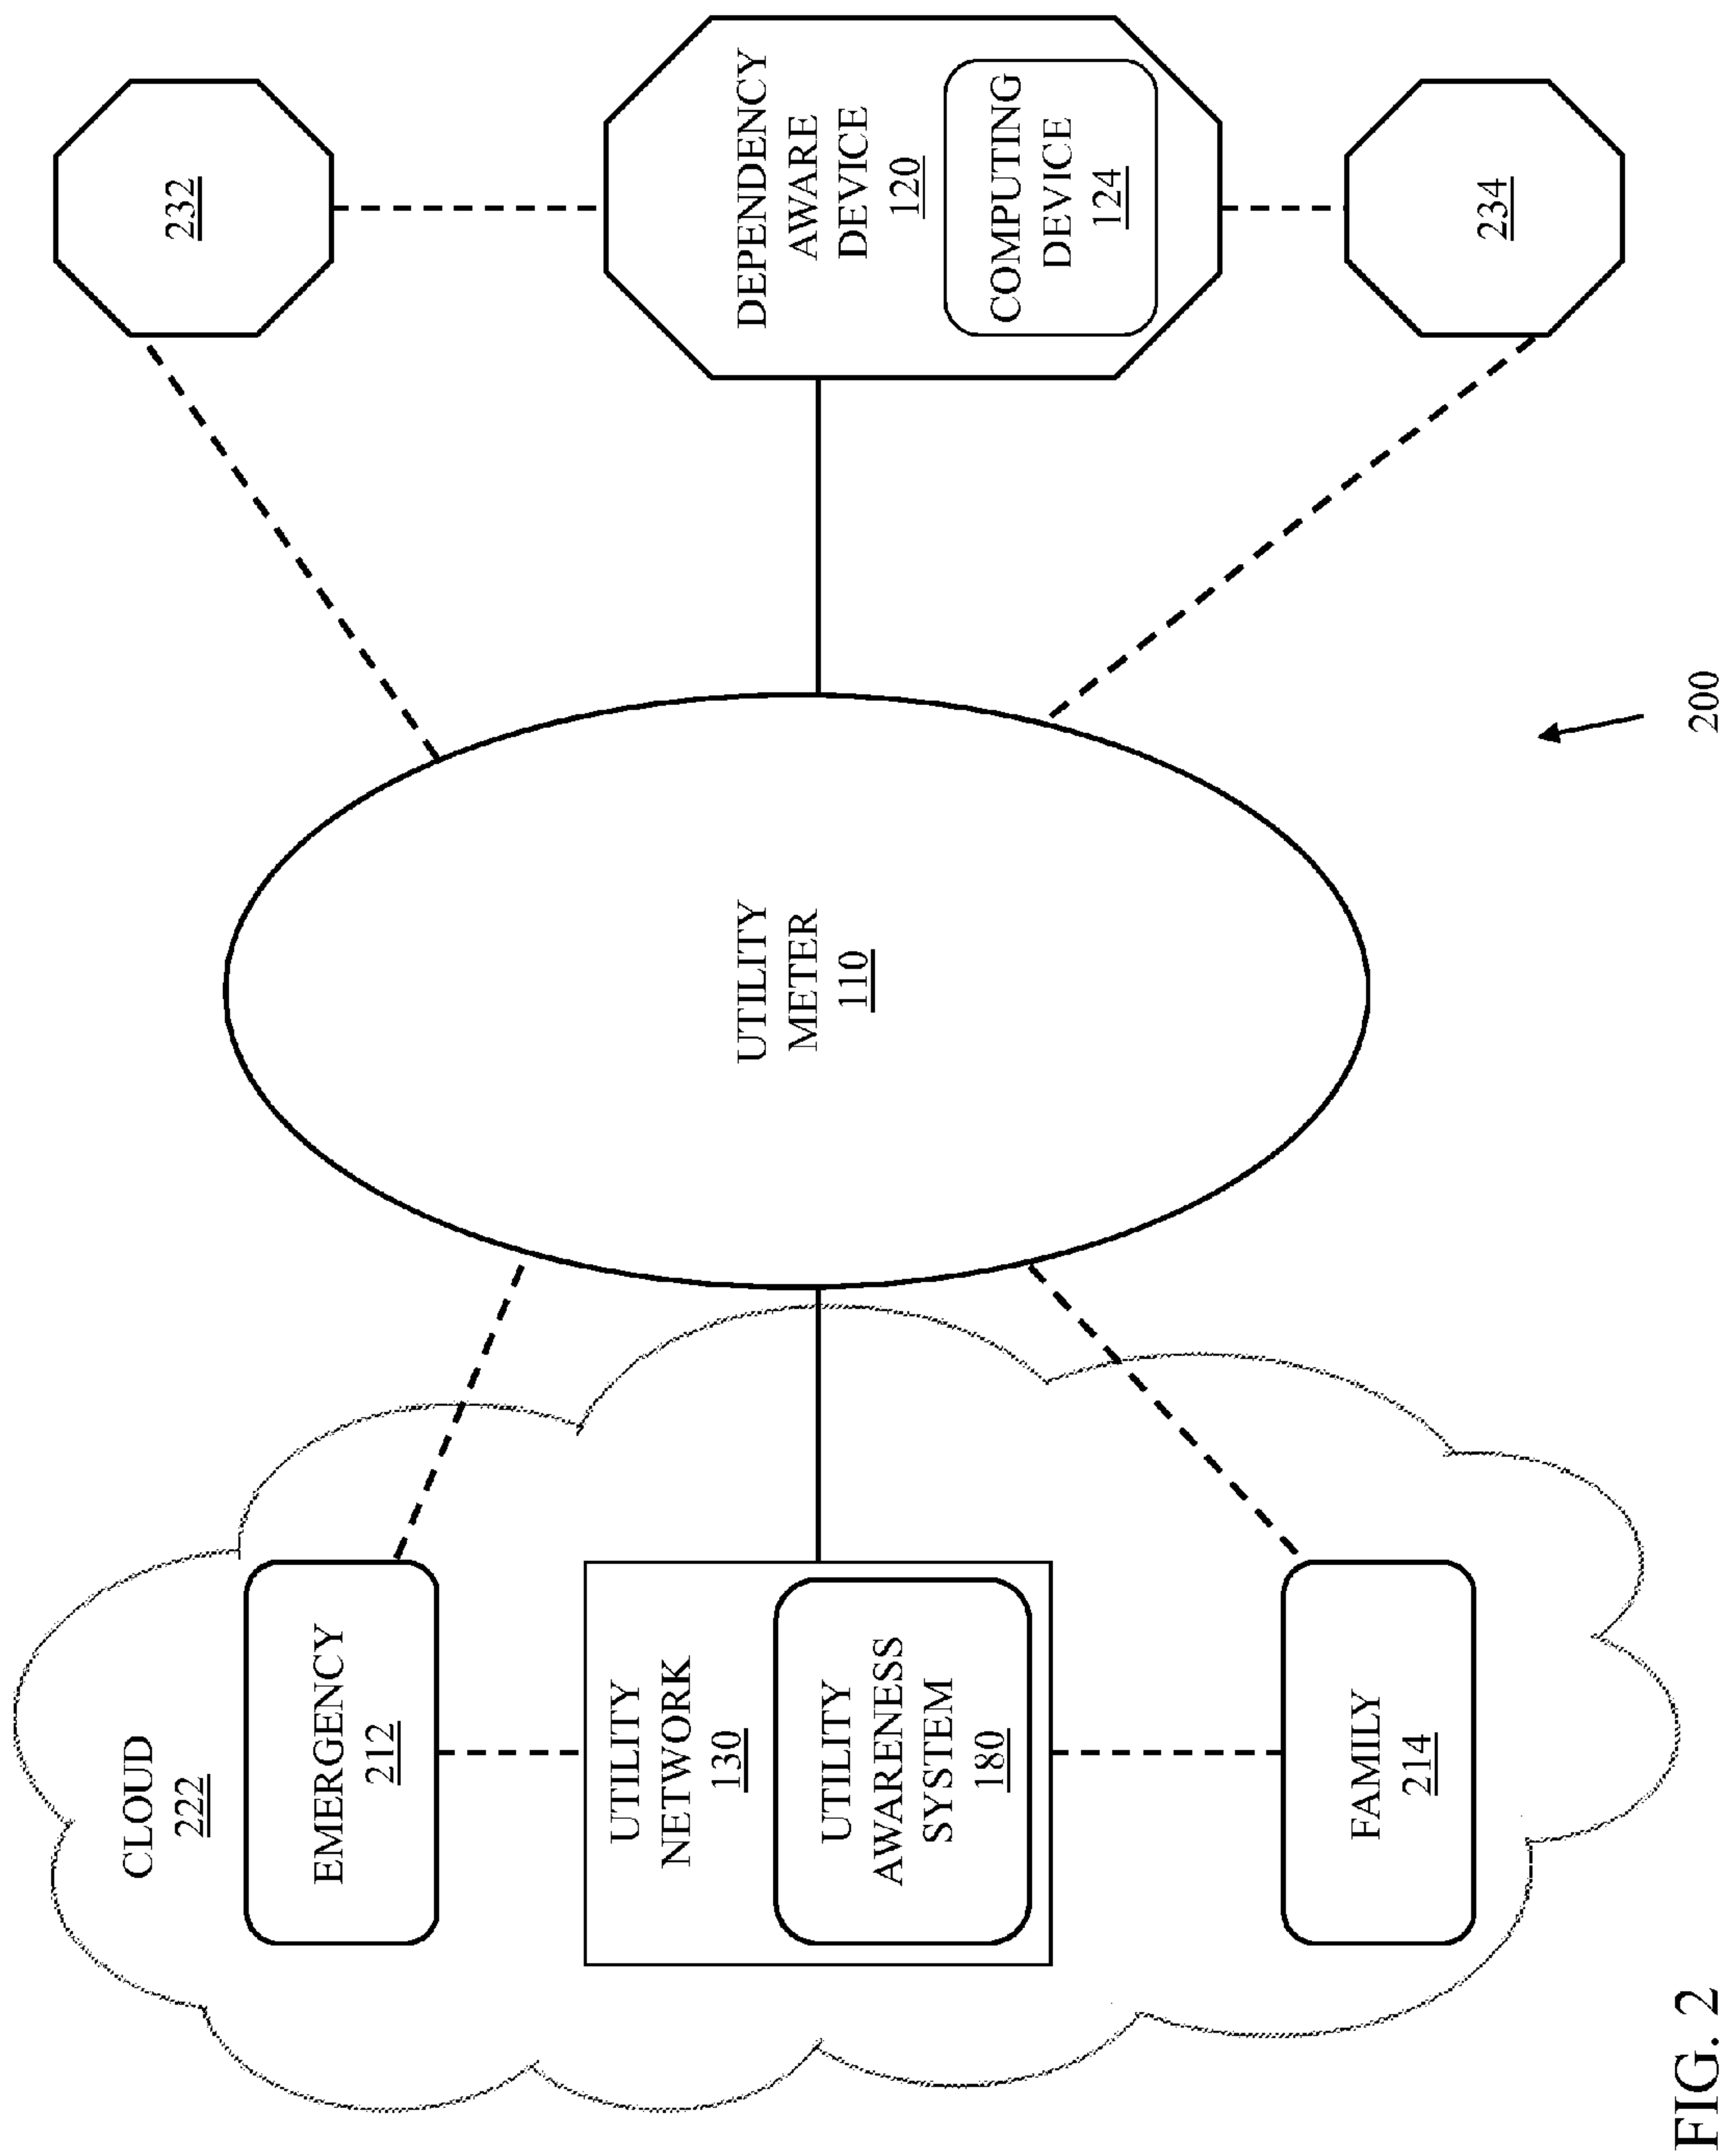 CLOUD
222
EMERGENCY
212
UTILITY
NETWORK
130
UTILITY
AWARENESS
SYSTEM
180
FAMILY
214
UTILITY
METER
110
232
DEPENDENCY
AWARE
DEVICE
120
COMPUTING
DEVICE
124
234
200
FIG. 2